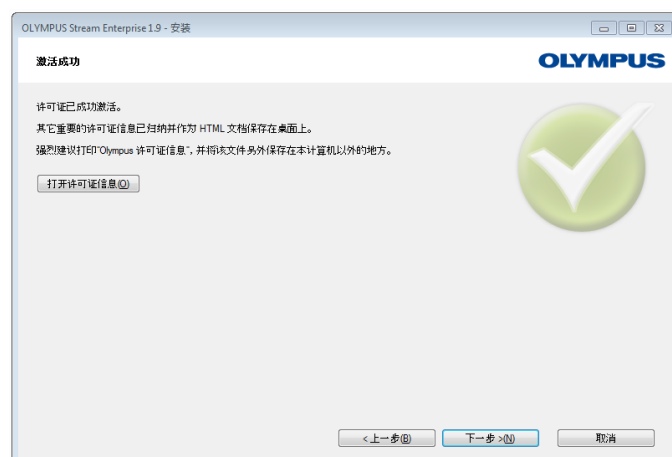 OLYMPUS Stream Enterprise 1.9 - 安装
激活成功
OLYMPUS
许可证已成功激活。
其它重要的许可证信息已归纳并作为 HTML 文档保存在桌面上。
强烈建议打印"Olympus 许可证信息", 并将该文件另外保存在本计算机以外的地方。
打开许可证信息(O)
< 上一步(B)
下一步 >(N)
取消